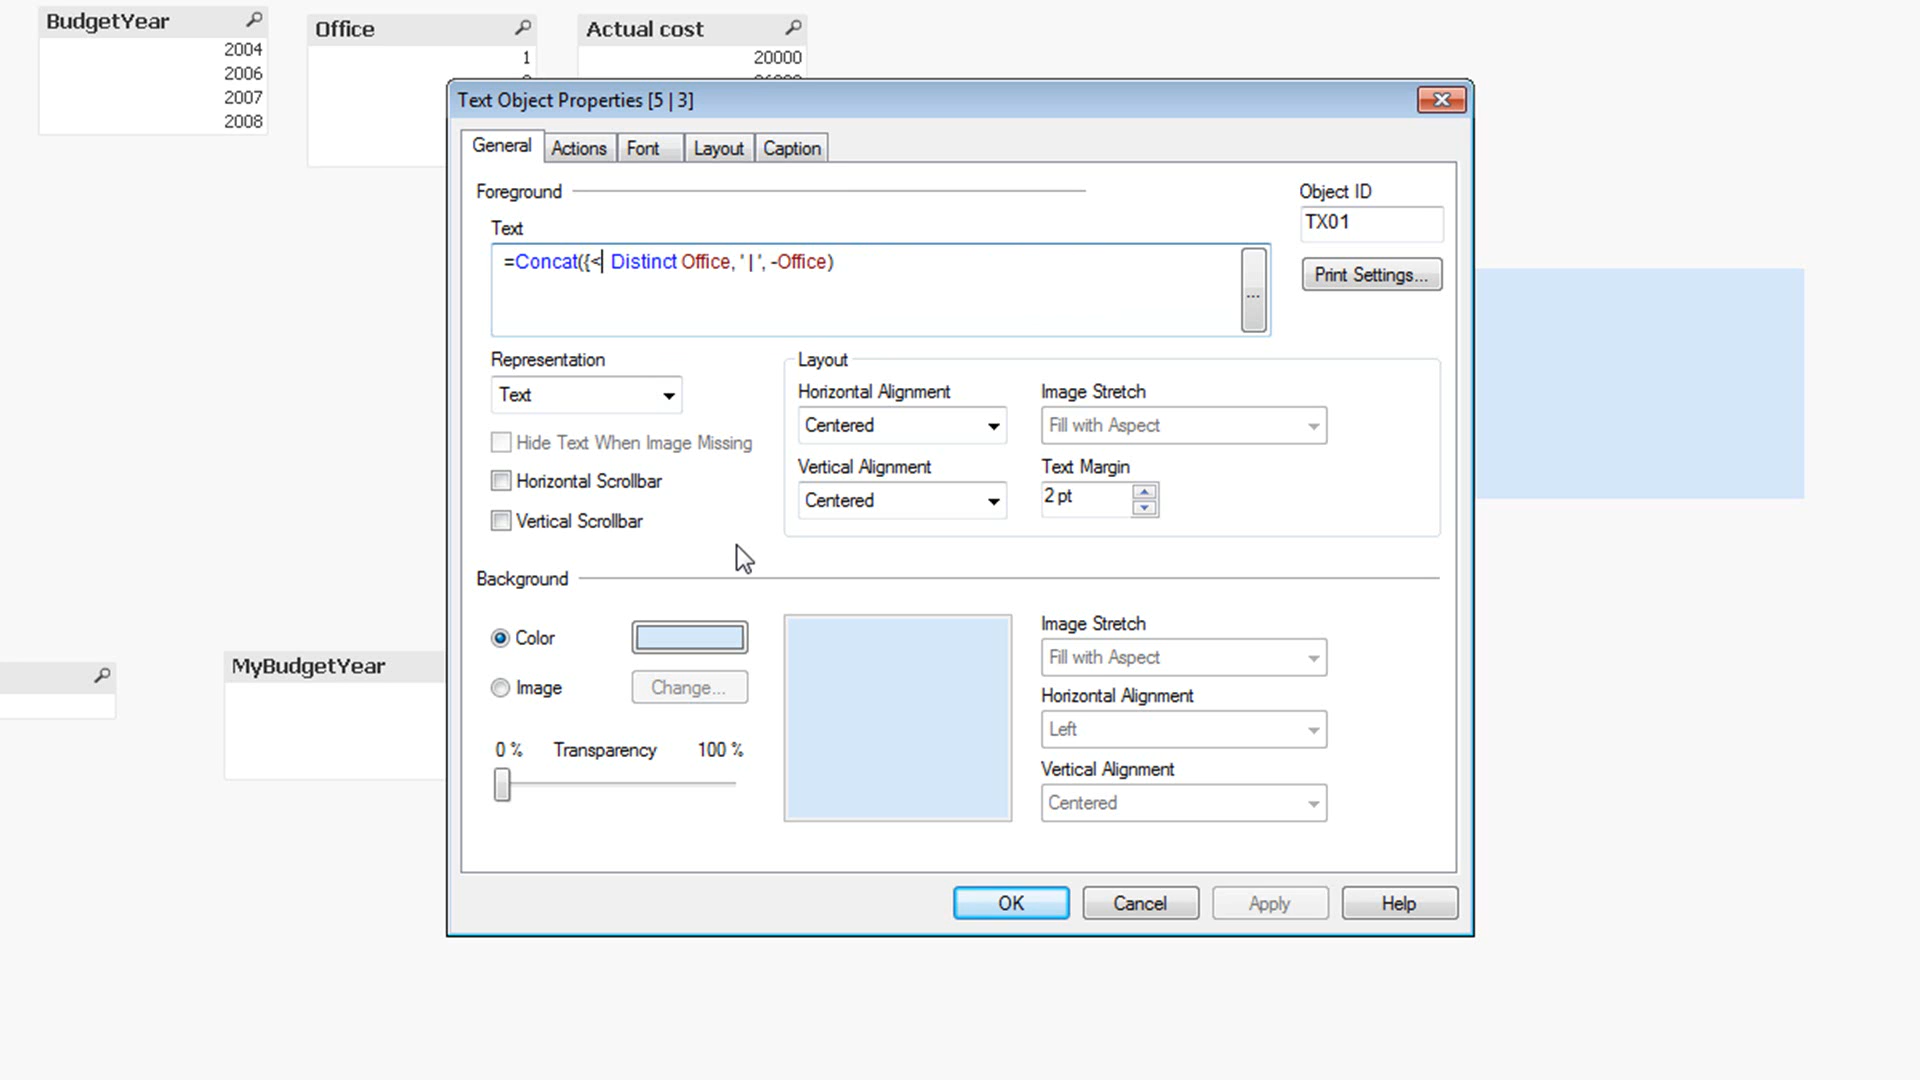 BudgetYear
2004
2006
2007
2008
Office
1
Actual cost
20000
Text Object Properties [5 | 3]
General
Actions
Font
Layout
Caption
Foreground
Object ID
TX01
Text
=Concat({< Distinct Office, ' | ', -Office)
...
Print Settings...
Representation
Text
Hide Text When Image Missing
Horizontal Scrollbar
Vertical Scrollbar
Layout
Horizontal Alignment
Centered
Image Stretch
Fill with Aspect
Vertical Alignment
Centered
Text Margin
2 pt
Background
Color
Image
Change...
0 %
Transparency
100 %
Image Stretch
Fill with Aspect
Horizontal Alignment
Left
Vertical Alignment
Centered
MyBudgetYear
OK
Cancel
Apply
Help